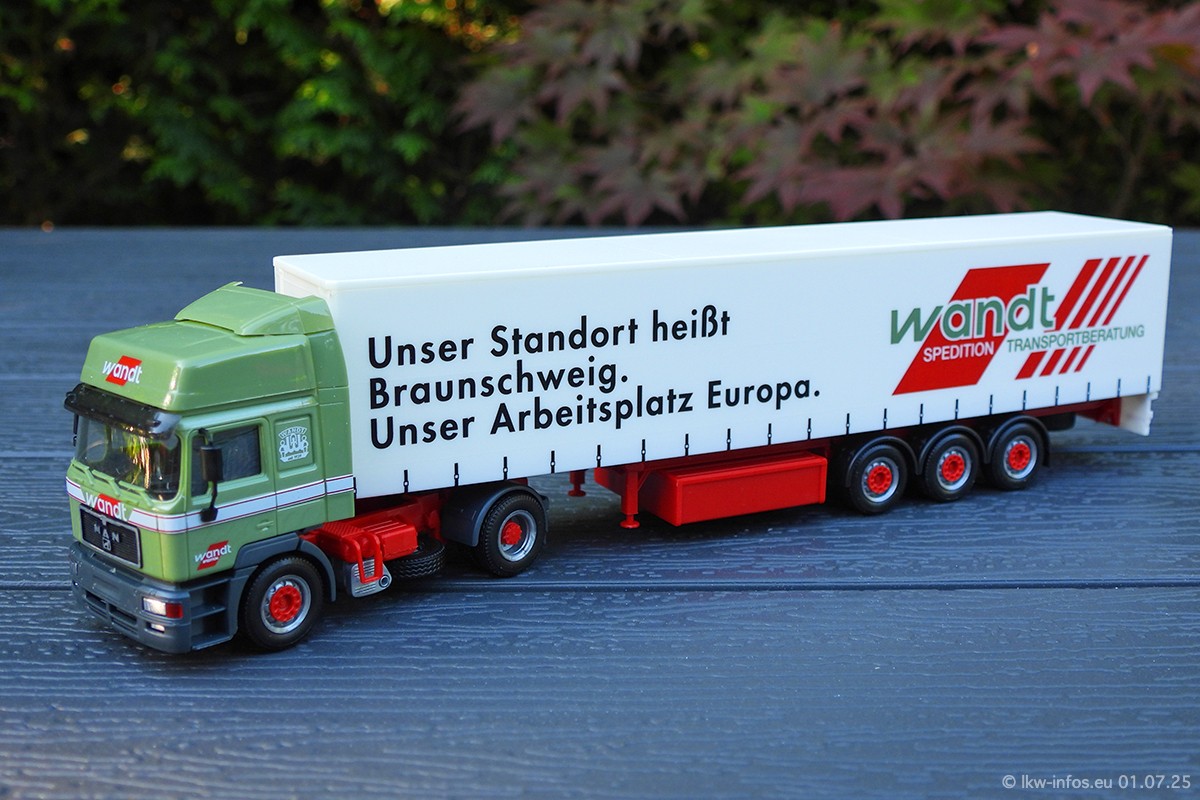 wandt
WANDT
wandt
MAN
wandt
Unser Standort heißt
Braunschweig.
Unser Arbeitsplatz Europa.
wandt
SPEDITION TRANSPORTBERATUNG
© lkw-infos.eu 01.07.25